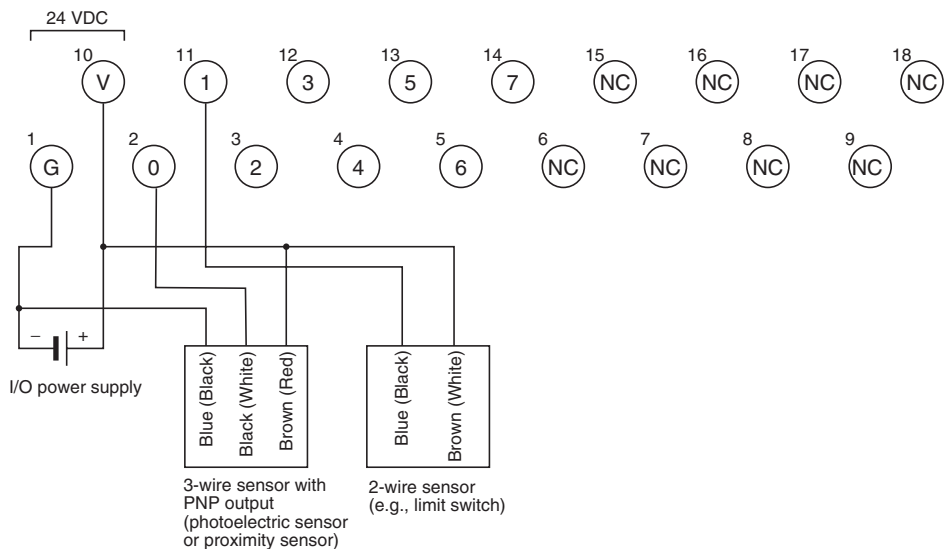 24 VDC
10 11 12 13 14 15 16 17 18
V 1 3 5 7 NC NC NC NC
1 2 3 4 5 6 7 8 9
G 0 2 4 6 NC NC NC NC
− +
I/O power supply
Blue (Black)
Black (White)
Brown (Red)
Blue (Black)
Brown (White)
3-wire sensor with
PNP output
(photoelectric sensor
or proximity sensor)
2-wire sensor
(e.g., limit switch)